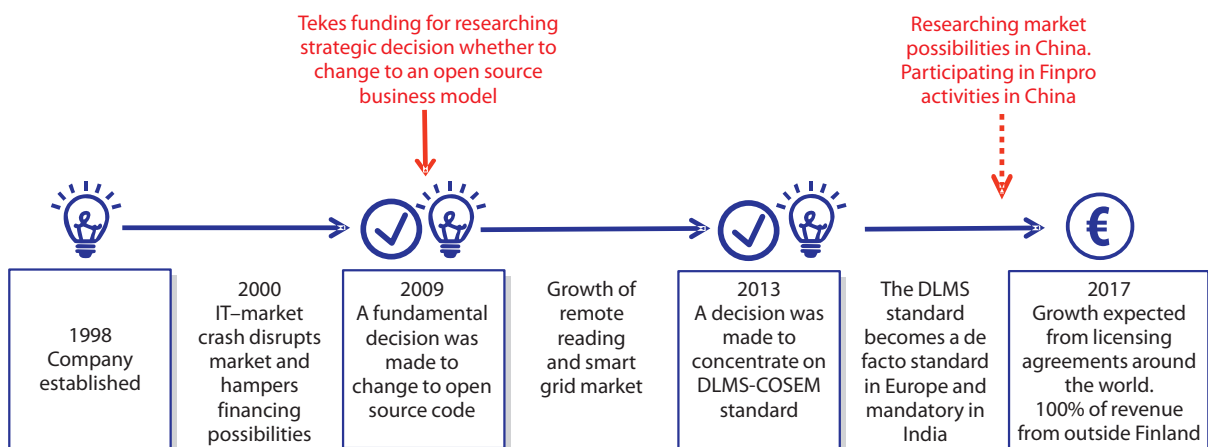 Tekes funding for researching
strategic decision whether to
change to an open source
business model
Researching market
possibilities in China.
Participating in Finpro
activities in China
€
1998
Company
established
2000
IT–market
crash disrupts
market and
hampers
financing
possibilities
2009
A fundamental
decision was
made to
change to open
source code
Growth of
remote
reading
and smart
grid market
2013
A decision was
made to
concentrate on
DLMS-COSEM
standard
The DLMS
standard
becomes a de
facto standard
in Europe and
mandatory in
India
2017
Growth expected
from licensing
agreements around
the world.
100% of revenue
from outside Finland